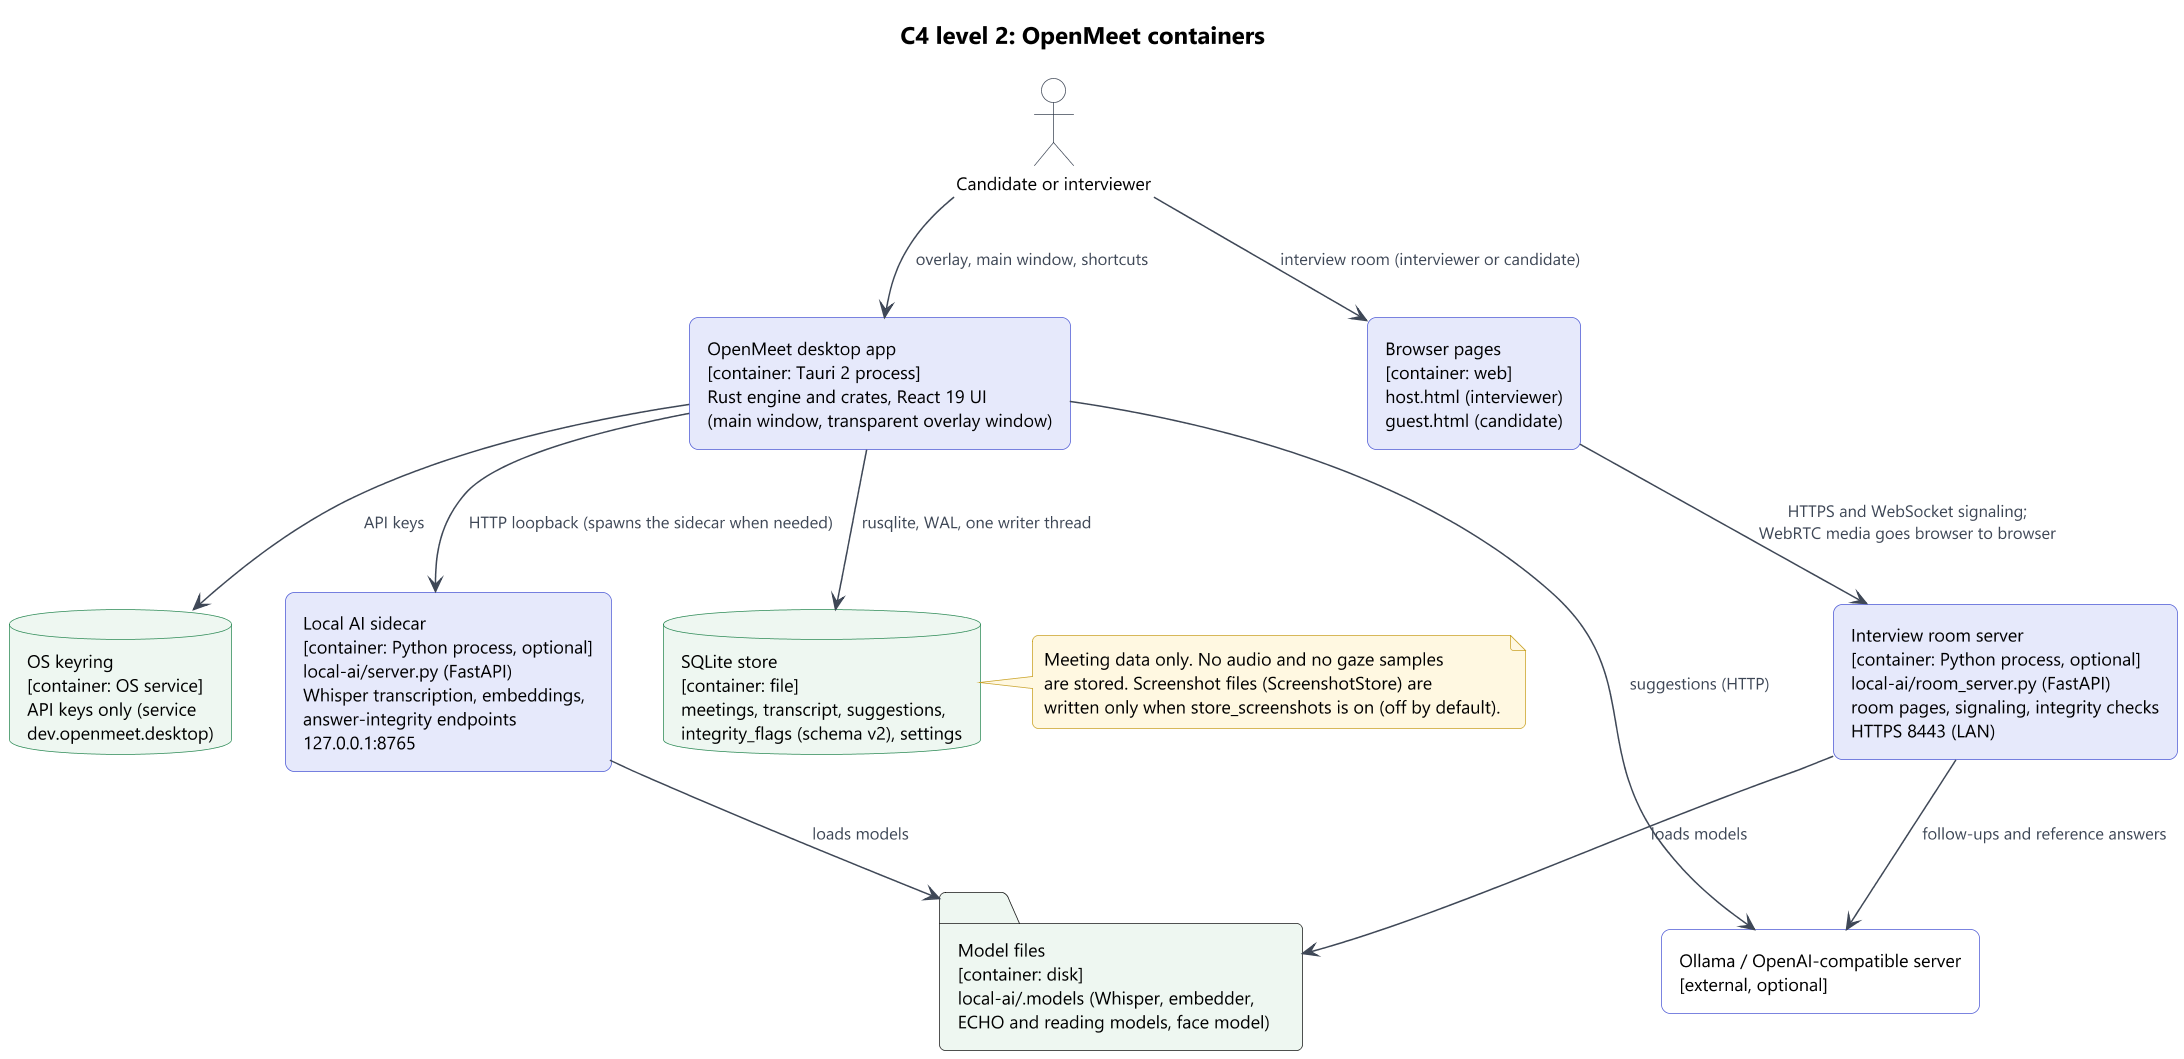 C4 level 2: OpenMeet containers
Candidate or interviewer
overlay, main window, shortcuts
interview room (interviewer or candidate)
OpenMeet desktop app
[container: Tauri 2 process]
Rust engine and crates, React 19 UI
(main window, transparent overlay window)
Browser pages
[container: web]
host.html (interviewer)
guest.html (candidate)
API keys
HTTP loopback (spawns the sidecar when needed)
rusqlite, WAL, one writer thread
HTTPS and WebSocket signaling;
WebRTC media goes browser to browser
OS keyring
[container: OS service]
API keys only (service
dev.openmeet.desktop)
Local AI sidecar
[container: Python process, optional]
local-ai/server.py (FastAPI)
Whisper transcription, embeddings,
answer-integrity endpoints
127.0.0.1:8765
SQLite store
[container: file]
meetings, transcript, suggestions,
integrity_flags (schema v2), settings
Meeting data only. No audio and no gaze samples
are stored. Screenshot files (ScreenshotStore) are
written only when store_screenshots is on (off by default).
suggestions (HTTP)
Interview room server
[container: Python process, optional]
local-ai/room_server.py (FastAPI)
room pages, signaling, integrity checks
HTTPS 8443 (LAN)
loads models
loads models
follow-ups and reference answers
Model files
[container: disk]
local-ai/.models (Whisper, embedder,
ECHO and reading models, face model)
Ollama / OpenAI-compatible server
[external, optional]